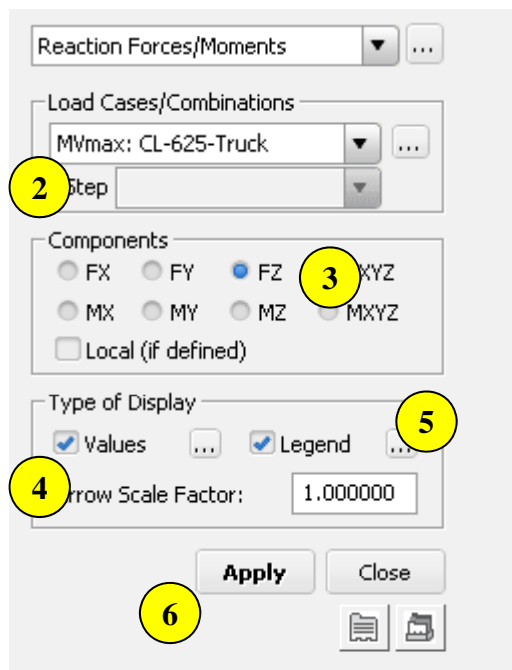 Reaction Forces/Moments ...
Load Cases/Combinations
MVmax: CL-625-Truck ...
2 Step
Components
FX FY FZ 3 XYZ
MX MY MZ MXYZ
Local (if defined)
Type of Display
5
Values ... Legend ...
4 rrow Scale Factor: 1.000000
Apply Close
6